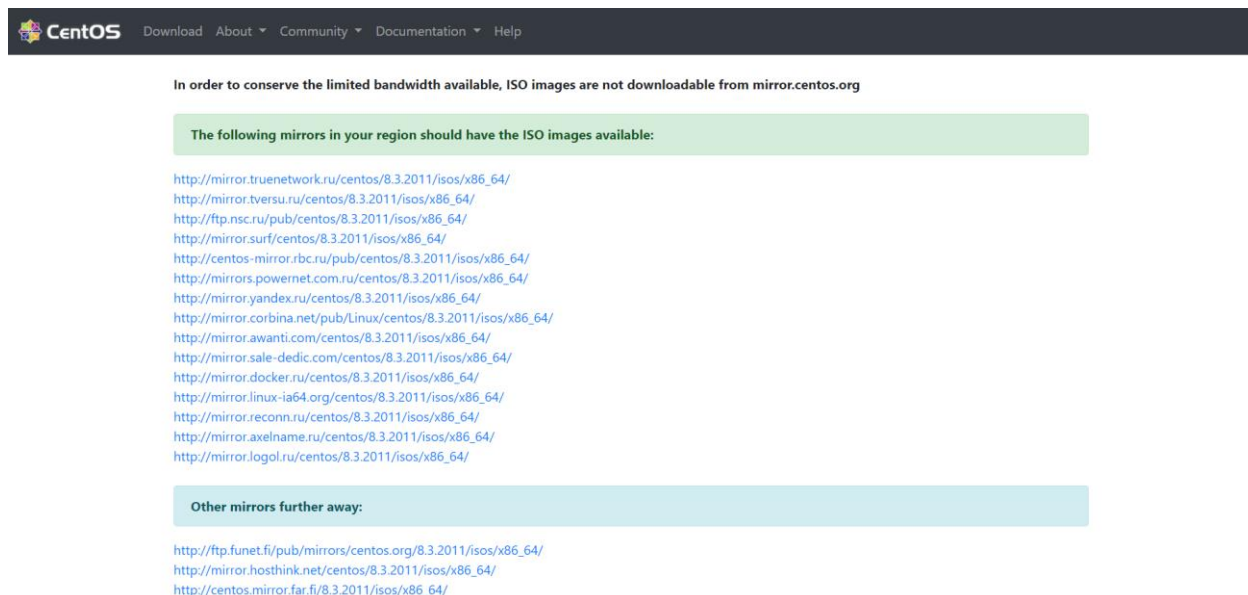 CentOS Download About Community Documentation Help
In order to conserve the limited bandwidth available, ISO images are not downloadable from mirror.centos.org
The following mirrors in your region should have the ISO images available:
http://mirror.truenetwork.ru/centos/8.3.2011/isos/x86_64/
http://mirror.tversu.ru/centos/8.3.2011/isos/x86_64/
http://ftp.nsc.ru/pub/centos/8.3.2011/isos/x86_64/
http://mirror.surf/centos/8.3.2011/isos/x86_64/
http://centos-mirror.rbc.ru/pub/centos/8.3.2011/isos/x86_64/
http://mirrors.powernet.com.ru/centos/8.3.2011/isos/x86_64/
http://mirror.yandex.ru/centos/8.3.2011/isos/x86_64/
http://mirror.corbina.net/pub/Linux/centos/8.3.2011/isos/x86_64/
http://mirror.awanti.com/centos/8.3.2011/isos/x86_64/
http://mirror.sale-dedic.com/centos/8.3.2011/isos/x86_64/
http://mirror.docker.ru/centos/8.3.2011/isos/x86_64/
http://mirror.linux-ia64.org/centos/8.3.2011/isos/x86_64/
http://mirror.reconn.ru/centos/8.3.2011/isos/x86_64/
http://mirror.axelname.ru/centos/8.3.2011/isos/x86_64/
http://mirror.logol.ru/centos/8.3.2011/isos/x86_64/
Other mirrors further away:
http://ftp.funet.fi/pub/mirrors/centos.org/8.3.2011/isos/x86_64/
http://mirror.hosthink.net/centos/8.3.2011/isos/x86_64/
http://centos.mirror.far.fi/8.3.2011/isos/x86_64/